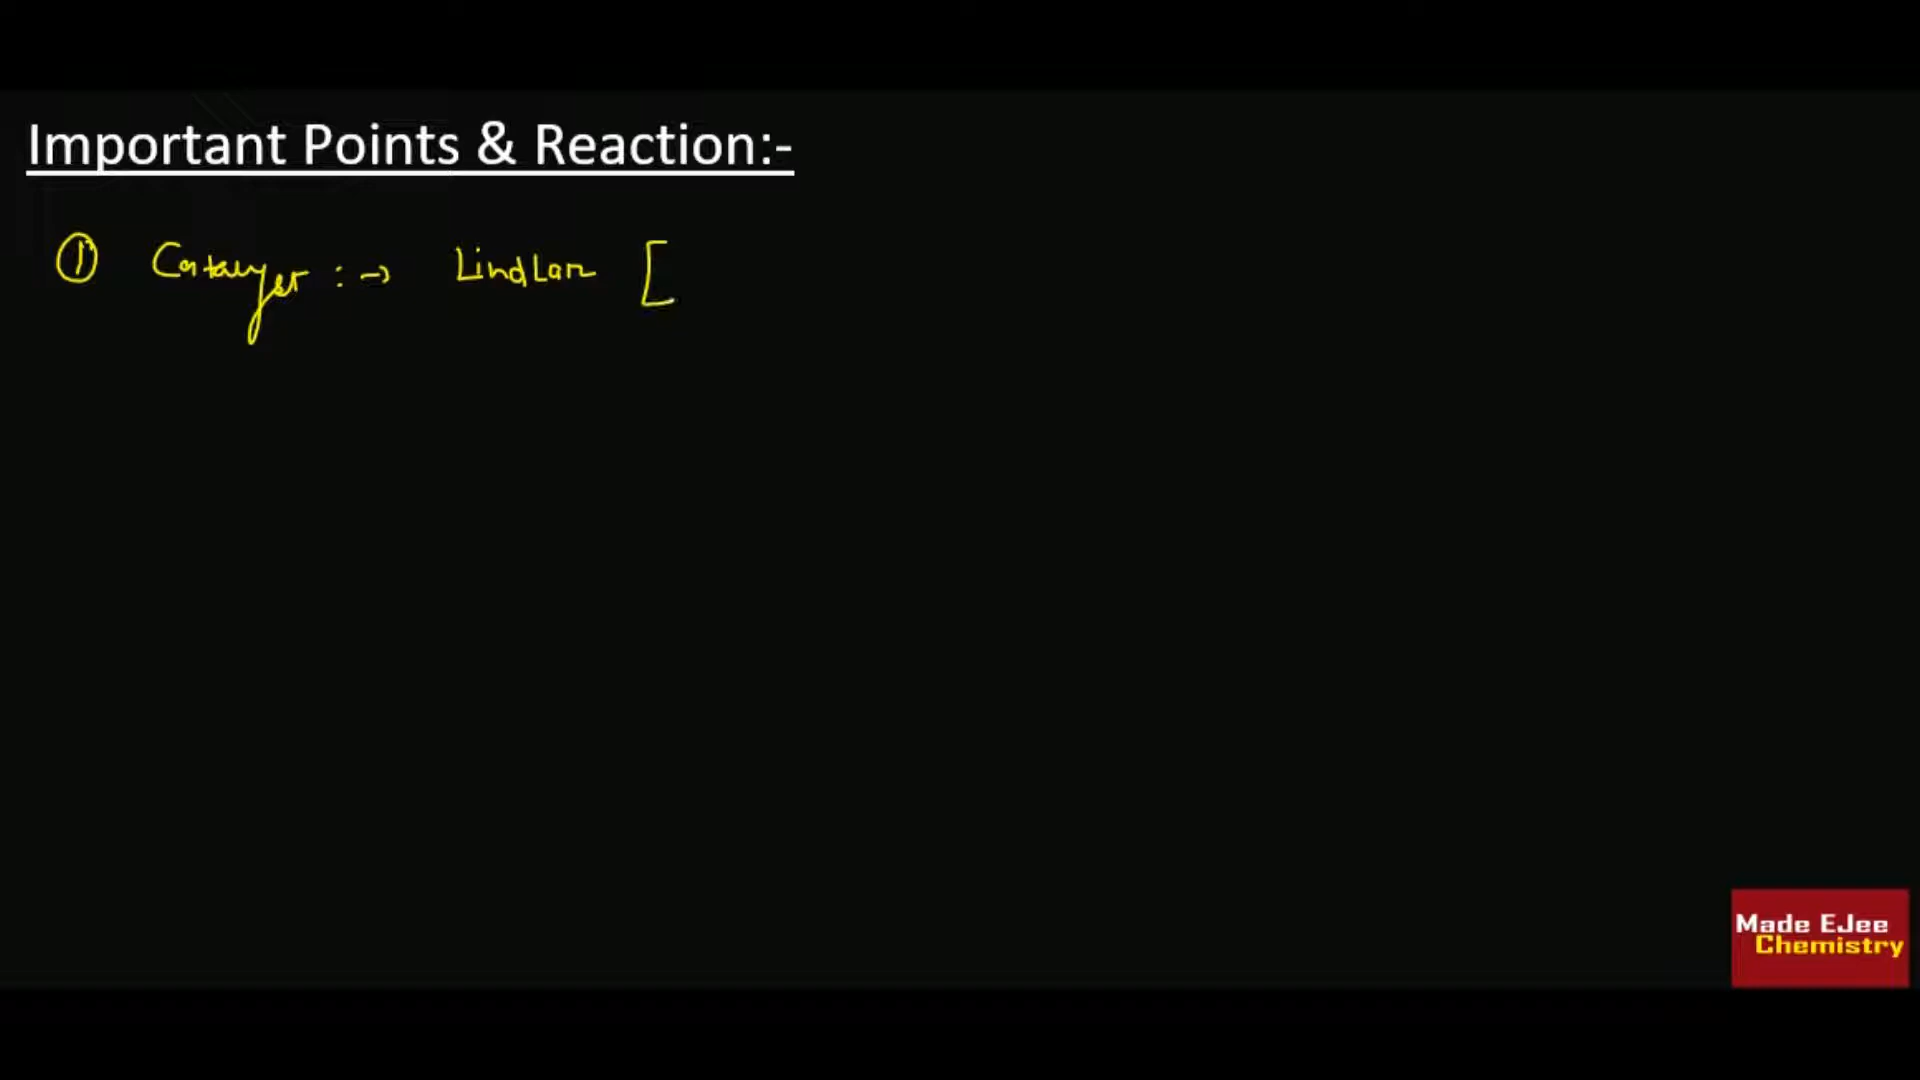 Important Points & Reaction:-
① Catalyst :→ Lindlar [
Made EJee
Chemistry